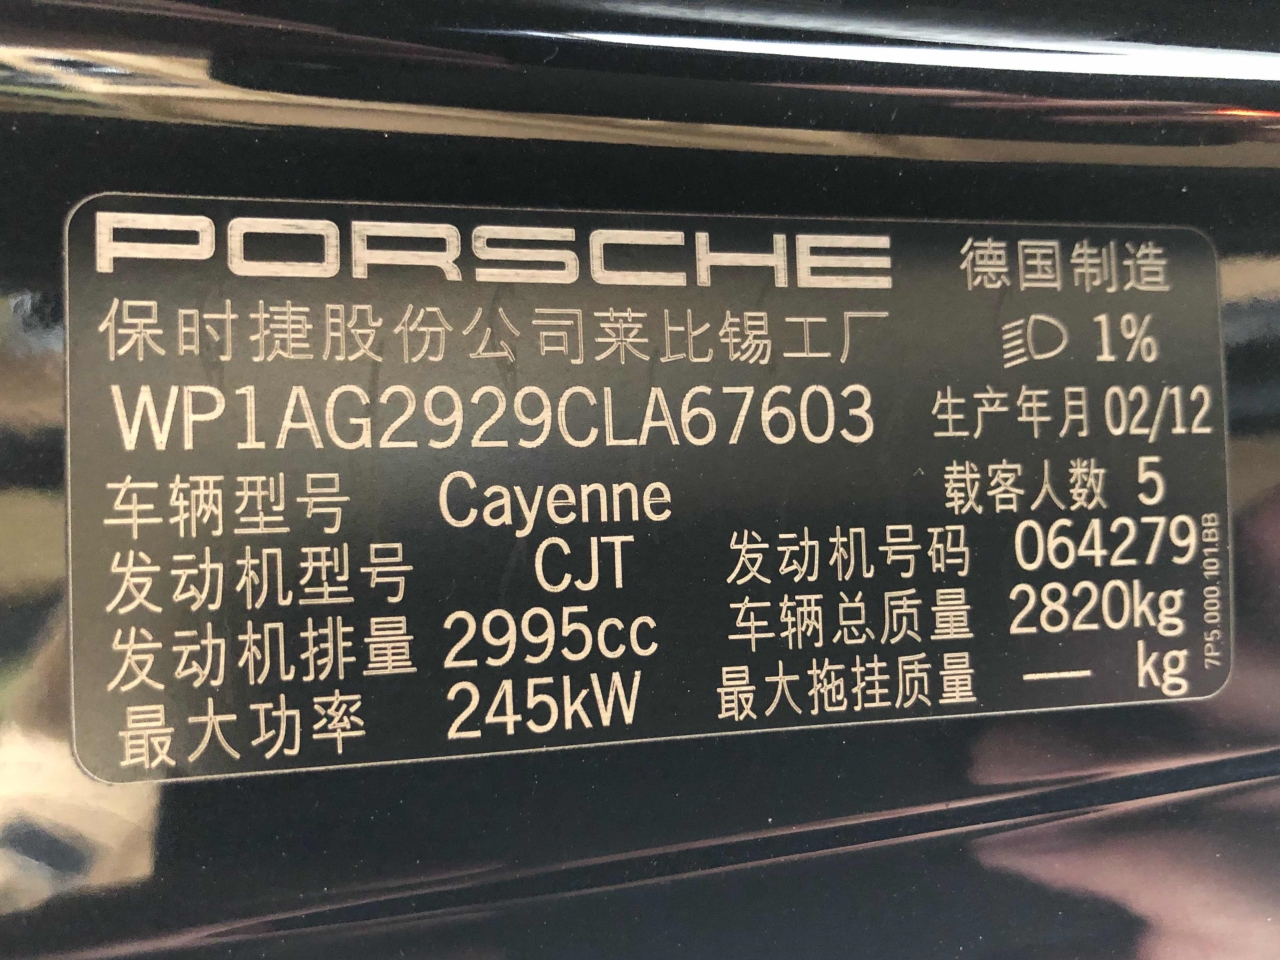 PORSCHE 德国制造
保时捷股份公司莱比锡工厂 1%
WP1AG2929CLA67603 生产年月 02/12
车辆型号 Cayenne 载客人数 5
发动机型号 CJT 发动机号码 064279
发动机排量 2995cc 车辆总质量 2820kg
最大功率 245kW 最大拖挂质量 — kg
7P5.000.101.BB